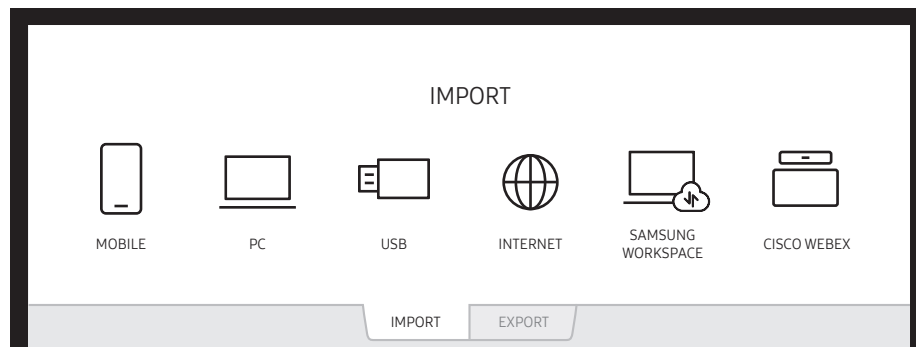 IMPORT
MOBILE
PC
USB
INTERNET
SAMSUNG
WORKSPACE
CISCO WEBEX
IMPORT
EXPORT